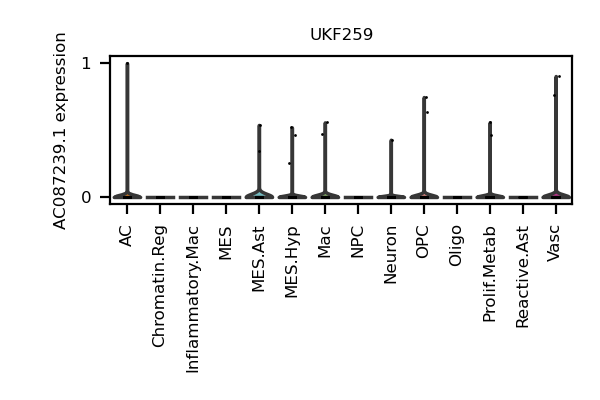 UKF259
AC087239.1 expression
1
0
AC
Chromatin.Reg
Inflammatory.Mac
MES
MES.Ast
MES.Hyp
Mac
NPC
Neuron
OPC
Oligo
Prolif.Metab
Reactive.Ast
Vasc